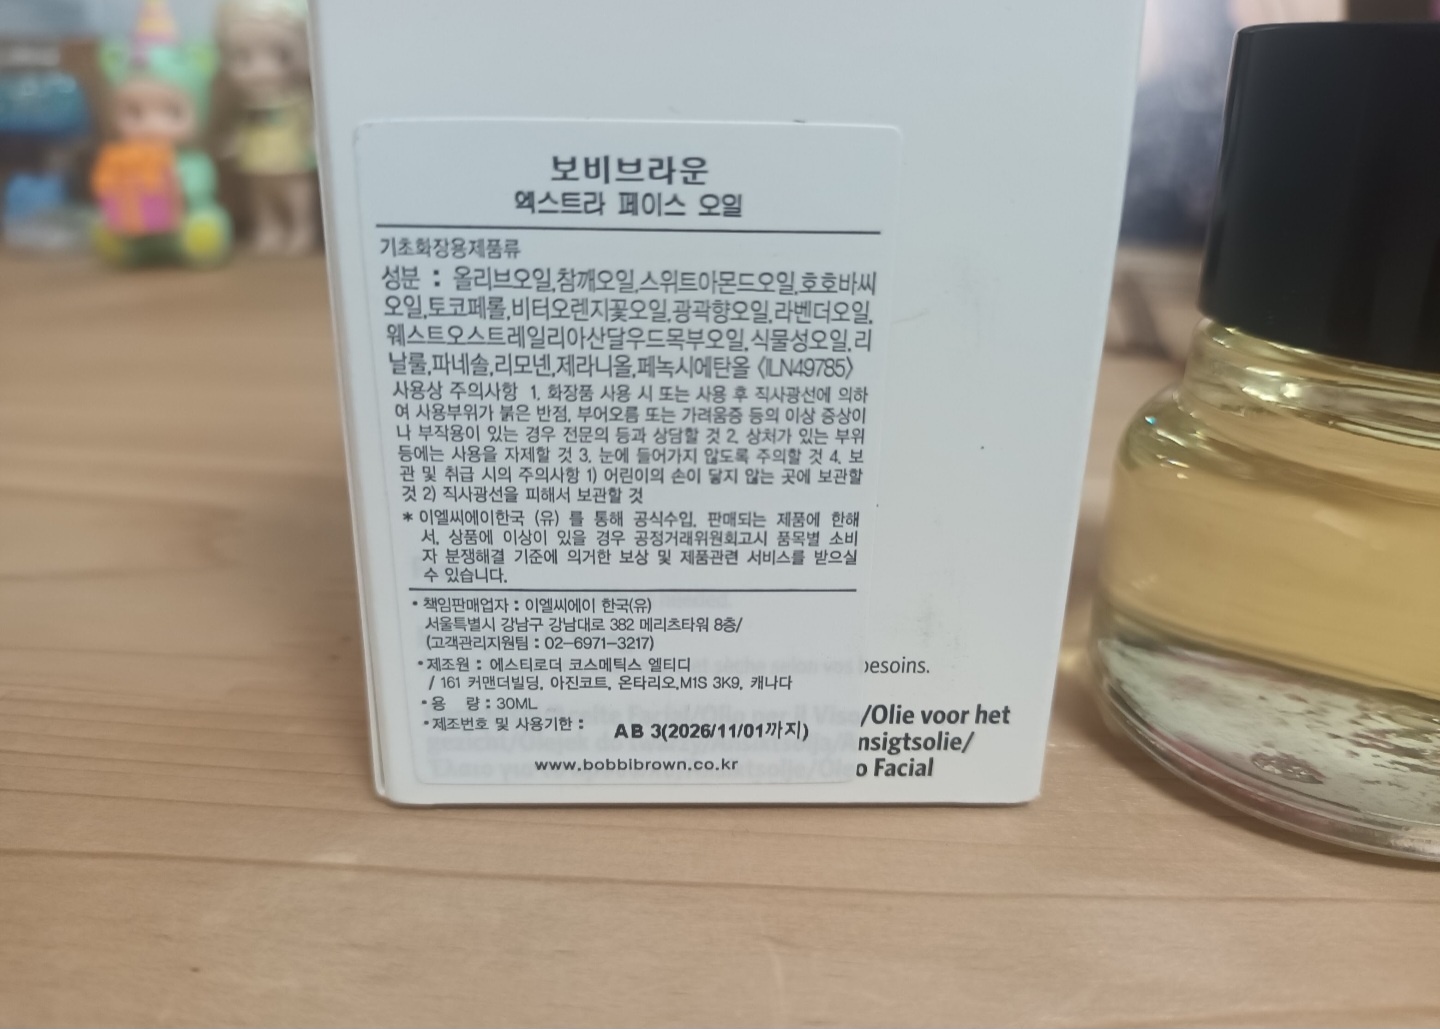 보비브라운
엑스트라 페이스 오일
기초화장용제품류
성분 : 올리브오일,참깨오일,스위트아몬드오일,호호바씨
오일,토코페롤,비터오렌지꽃오일,광곽향오일,라벤더오일,
웨스트오스트레일리아산달우드목부오일,식물성오일,리
날룰,파네솔,리모넨,제라니올,페녹시에탄올 <ILN49785>
사용상 주의사항 1. 화장품 사용 시 또는 사용 후 직사광선에 의하
여 사용부위가 붉은 반점, 부어오름 또는 가려움증 등의 이상 증상이
나 부작용이 있는 경우 전문의 등과 상담할 것 2. 상처가 있는 부위
등에는 사용을 자제할 것 3. 눈에 들어가지 않도록 주의할 것 4. 보
관 및 취급 시의 주의사항 1) 어린이의 손이 닿지 않는 곳에 보관할
것 2) 직사광선을 피해서 보관할 것
* 이엘씨에이한국 (유) 를 통해 공식수입, 판매되는 제품에 한해
서, 상품에 이상이 있을 경우 공정거래위원회고시 품목별 소비
자 분쟁해결 기준에 의거한 보상 및 제품관련 서비스를 받으실
수 있습니다.
• 책임판매업자 : 이엘씨에이 한국(유)
서울특별시 강남구 강남대로 382 메리츠타워 8층/
(고객관리지원팀 : 02-6971-3217)
• 제조원 : 에스티로더 코스메틱스 엘티디
/ 161 커맨더빌딩, 아진코트, 온타리오,M1S 3K9, 캐나다
• 용 량 : 30ML
• 제조번호 및 사용기한 : AB 3(2026/11/01까지)
www.bobbibrown.co.kr
besoins.
/Olie voor het
nsigtsolie/
o Facial